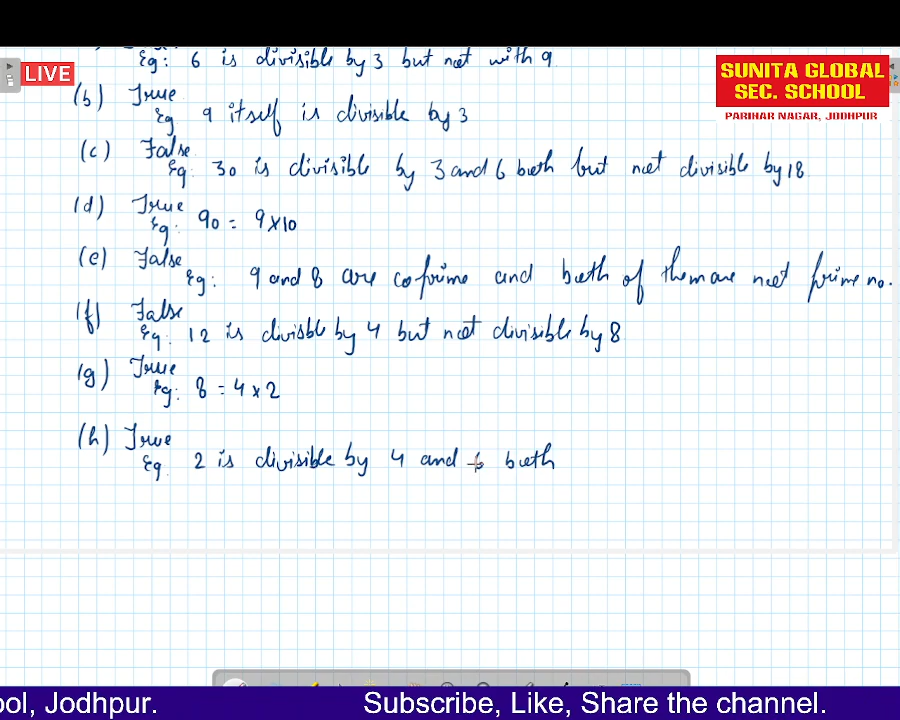 Eg: 6 is divisible by 3 but not with 9
LIVE
SUNITA GLOBAL
SEC. SCHOOL
PARIHAR NAGAR, JODHPUR
(b) True
Eg 9 itself is divisible by 3
(c) False
Eg: 30 is divisible by 3 and 6 both but not divisible by 18
(d) True
Eg: 90 = 9 x 10
(e) False
Eg: 9 and 8 are coprime and both of them are not prime no.
(f) False
Eg. 12 is divisble by 4 but not divisible by 8
(g) True
Eg: 8 = 4 x 2
(h) True
Eg. 2 is divisible by 4 and both
ool, Jodhpur. Subscribe, Like, Share the channel.